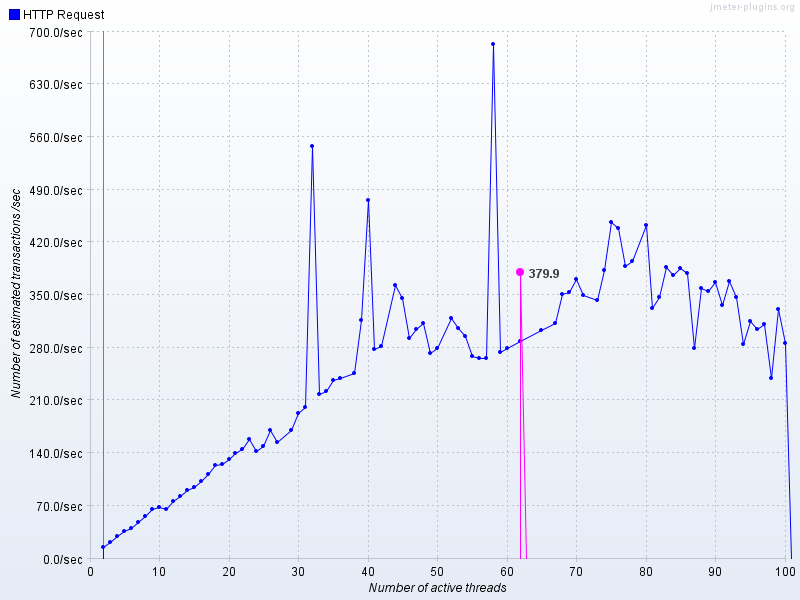 jmeter-plugins.org
HTTP Request
700.0/sec
630.0/sec
560.0/sec
490.0/sec
420.0/sec
350.0/sec
280.0/sec
210.0/sec
140.0/sec
70.0/sec
0.0/sec
Number of estimated transactions /sec
379.9
0 10 20 30 40 50 60 70 80 90 100
Number of active threads